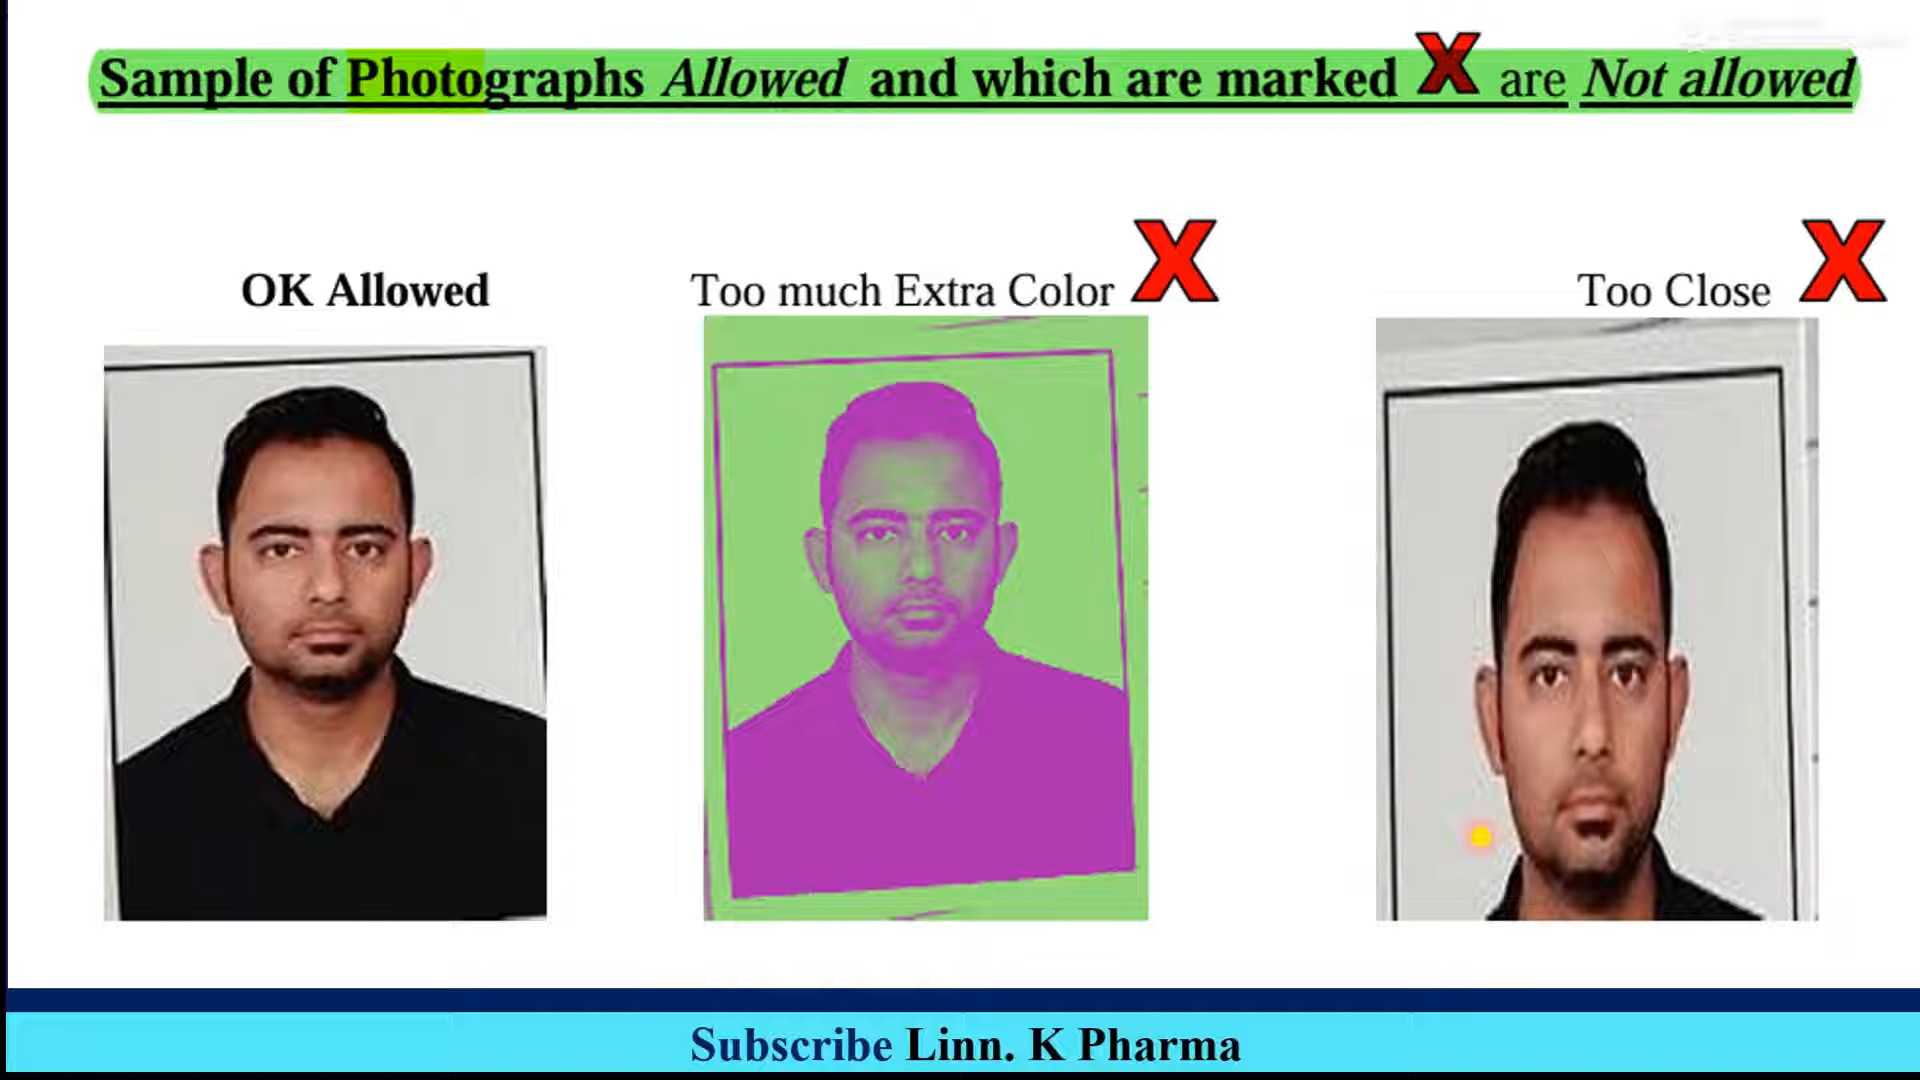 Sample of Photographs Allowed and which are marked X are Not allowed
OK Allowed
Too much Extra Color X
Too Close X
Subscribe Linn. K Pharma